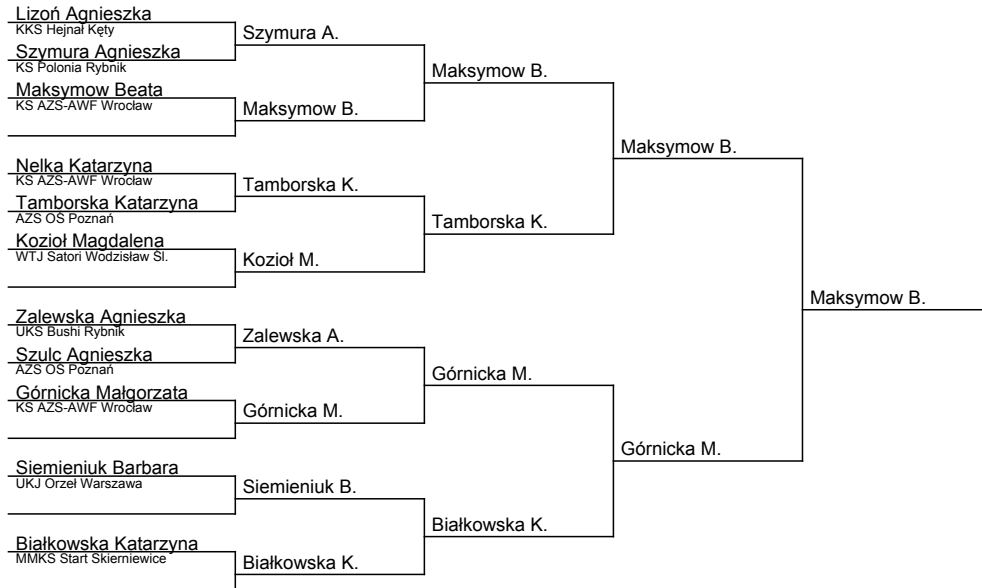 Lizoń Agnieszka
KKS Hejnał Kęty
Szymura Agnieszka
KS Polonia Rybnik
Maksymow Beata
KS AZS-AWF Wrocław
Nelka Katarzyna
KS AZS-AWF Wrocław
Tamborska Katarzyna
AZS OŚ Poznań
Kozioł Magdalena
WTJ Satori Wodzisław Śl.
Zalewska Agnieszka
UKS Bushi Rybnik
Szulc Agnieszka
AZS OŚ Poznań
Górnicka Małgorzata
KS AZS-AWF Wrocław
Siemieniuk Barbara
UKJ Orzeł Warszawa
Białkowska Katarzyna
MMKS Start Skierniewice
Szymura A.
Maksymow B.
Tamborska K.
Kozioł M.
Zalewska A.
Górnicka M.
Siemieniuk B.
Białkowska K.
Maksymow B.
Tamborska K.
Górnicka M.
Białkowska K.
Maksymow B.
Górnicka M.
Maksymow B.